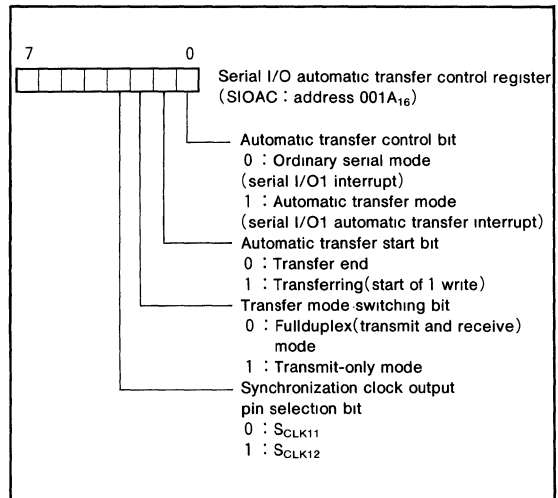 7 0
Serial I/O automatic transfer control register
(SIOAC : address 001A₁₆)
Automatic transfer control bit
0 : Ordinary serial mode
(serial I/O1 interrupt)
1 : Automatic transfer mode
(serial I/O1 automatic transfer interrupt)
Automatic transfer start bit
0 : Transfer end
1 : Transferring(start of 1 write)
Transfer mode switching bit
0 : Fullduplex(transmit and receive)
mode
1 : Transmit-only mode
Synchronization clock output
pin selection bit
0 : SCLK11
1 : SCLK12